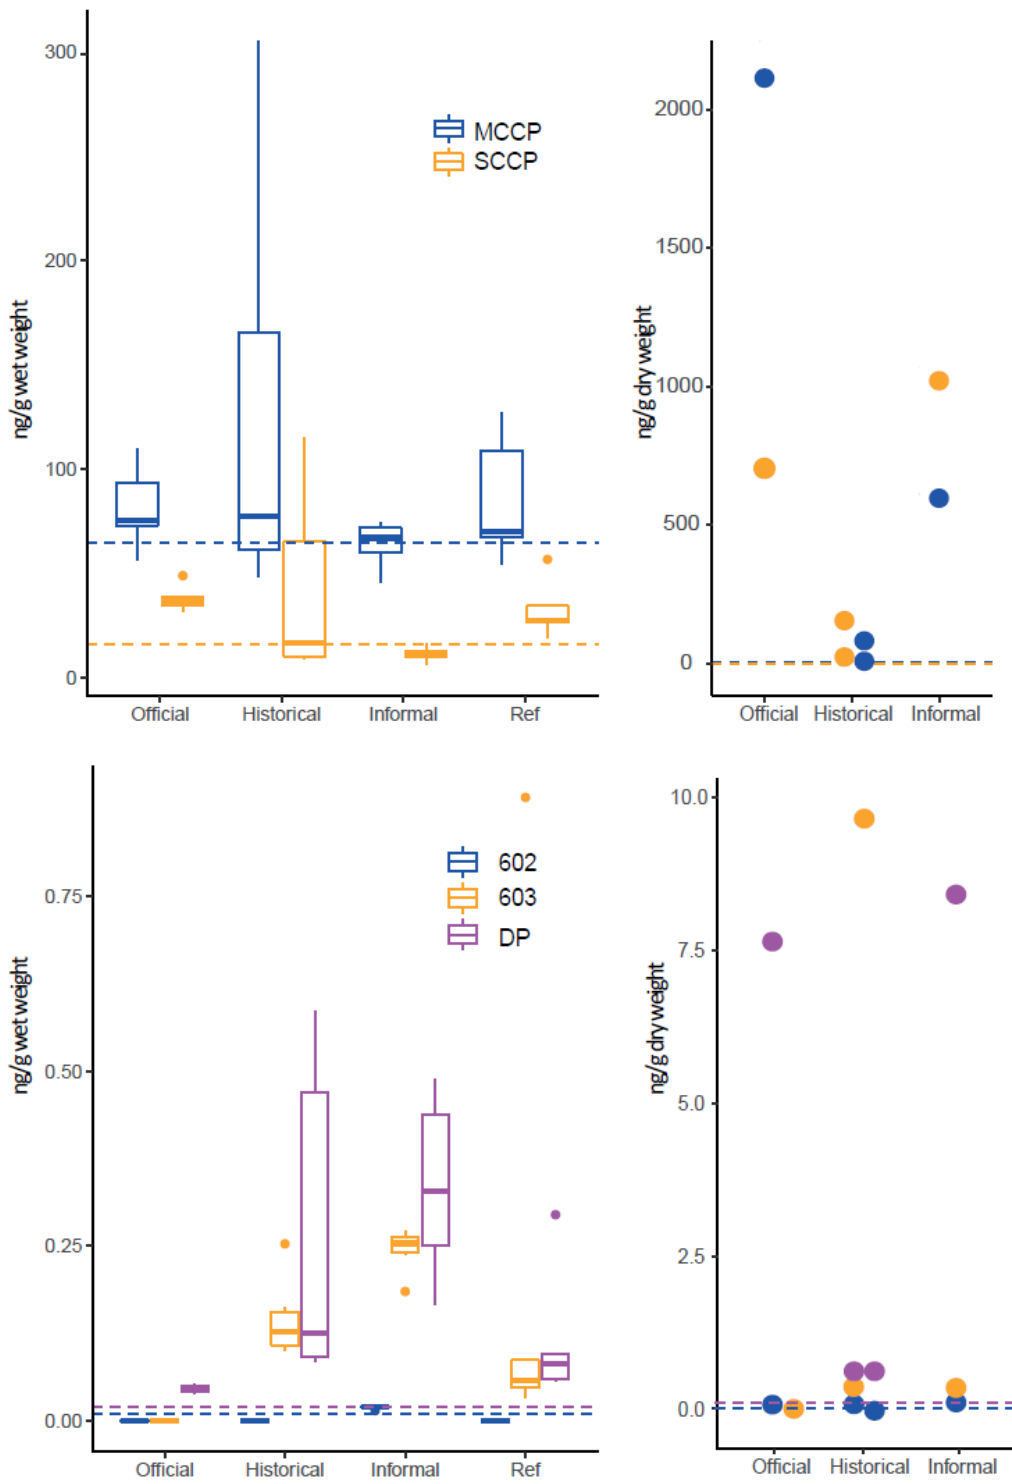 300
200
100
0
ng/g wet weight
MCCP
SCCP
Official
Historical
Informal
Ref
2000
1500
1000
500
0
ng/g dry weight
Official
Historical
Informal
0.75
0.50
0.25
0.00
ng/g wet weight
602
603
DP
Official
Historical
Informal
Ref
10.0
7.5
5.0
2.5
0.0
ng/g dry weight
Official
Historical
Informal